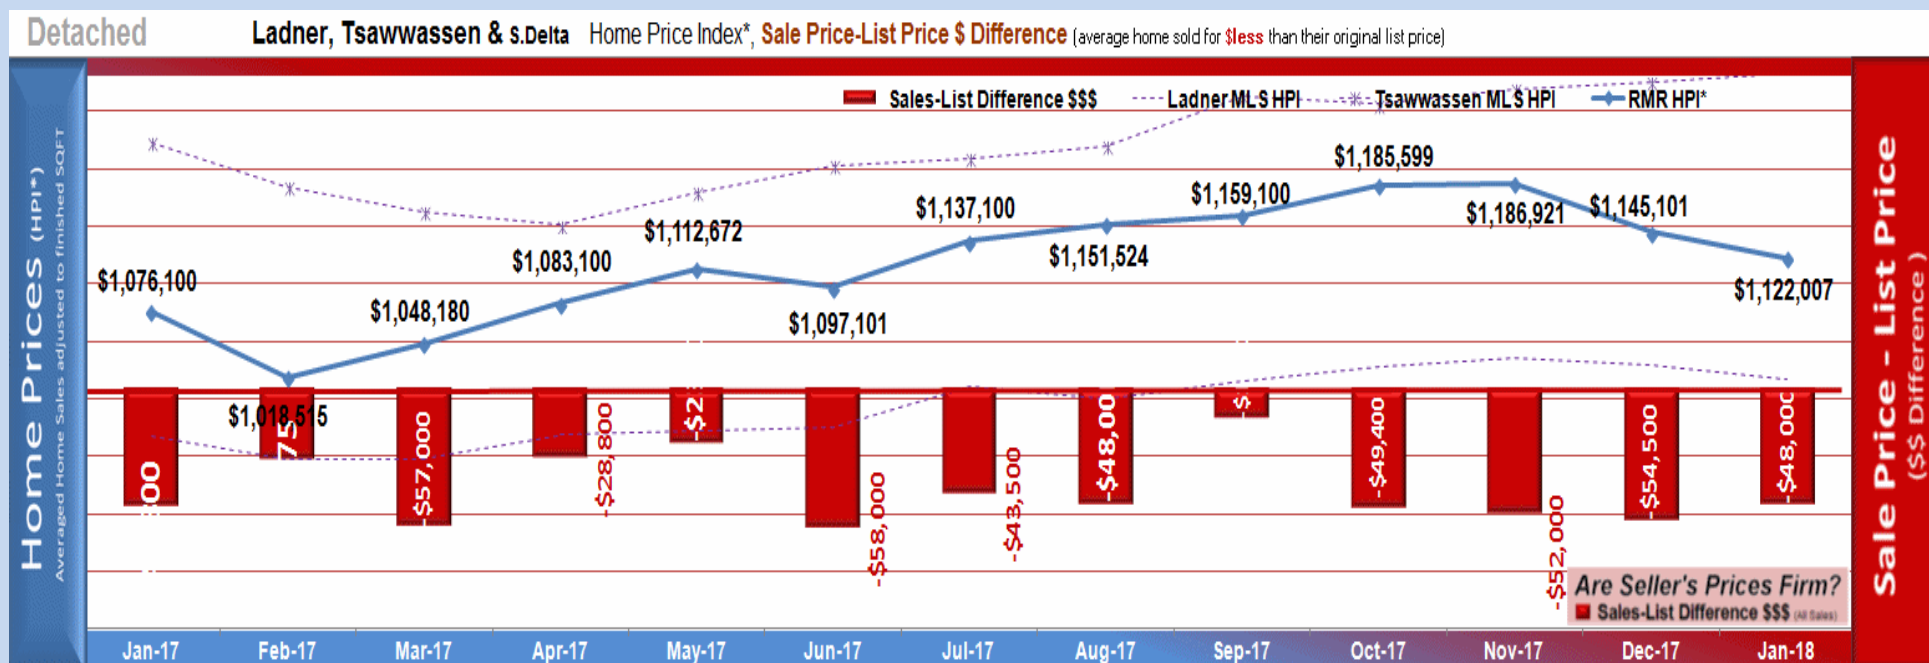 Detached
Ladner, Tsawwassen & S.Delta Home Price Index*, Sale Price-List Price $ Difference (average home sold for $less than their original list price)
Home Prices (HPI*)
Averaged Home Sales adjusted to finished SQFT
Sales-List Difference $$$ Ladner MLS HPI Tsawwassen MLS HPI RMR HPI*
$1,076,100
$1,018,515
$1,048,180
$1,083,100
$1,112,672
$1,097,101
$1,137,100
$1,151,524
$1,159,100
$1,185,599
$1,186,921
$1,145,101
$1,122,007
-$57,000
-$28,800
-$58,000
-$43,500
-$48,00
-$49,400
-$52,000
-$54,500
-$48,000
Are Seller's Prices Firm?
Sales-List Difference $$$ (All Sales)
Sale Price - List Price
($$ Difference )
Jan-17 Feb-17 Mar-17 Apr-17 May-17 Jun-17 Jul-17 Aug-17 Sep-17 Oct-17 Nov-17 Dec-17 Jan-18